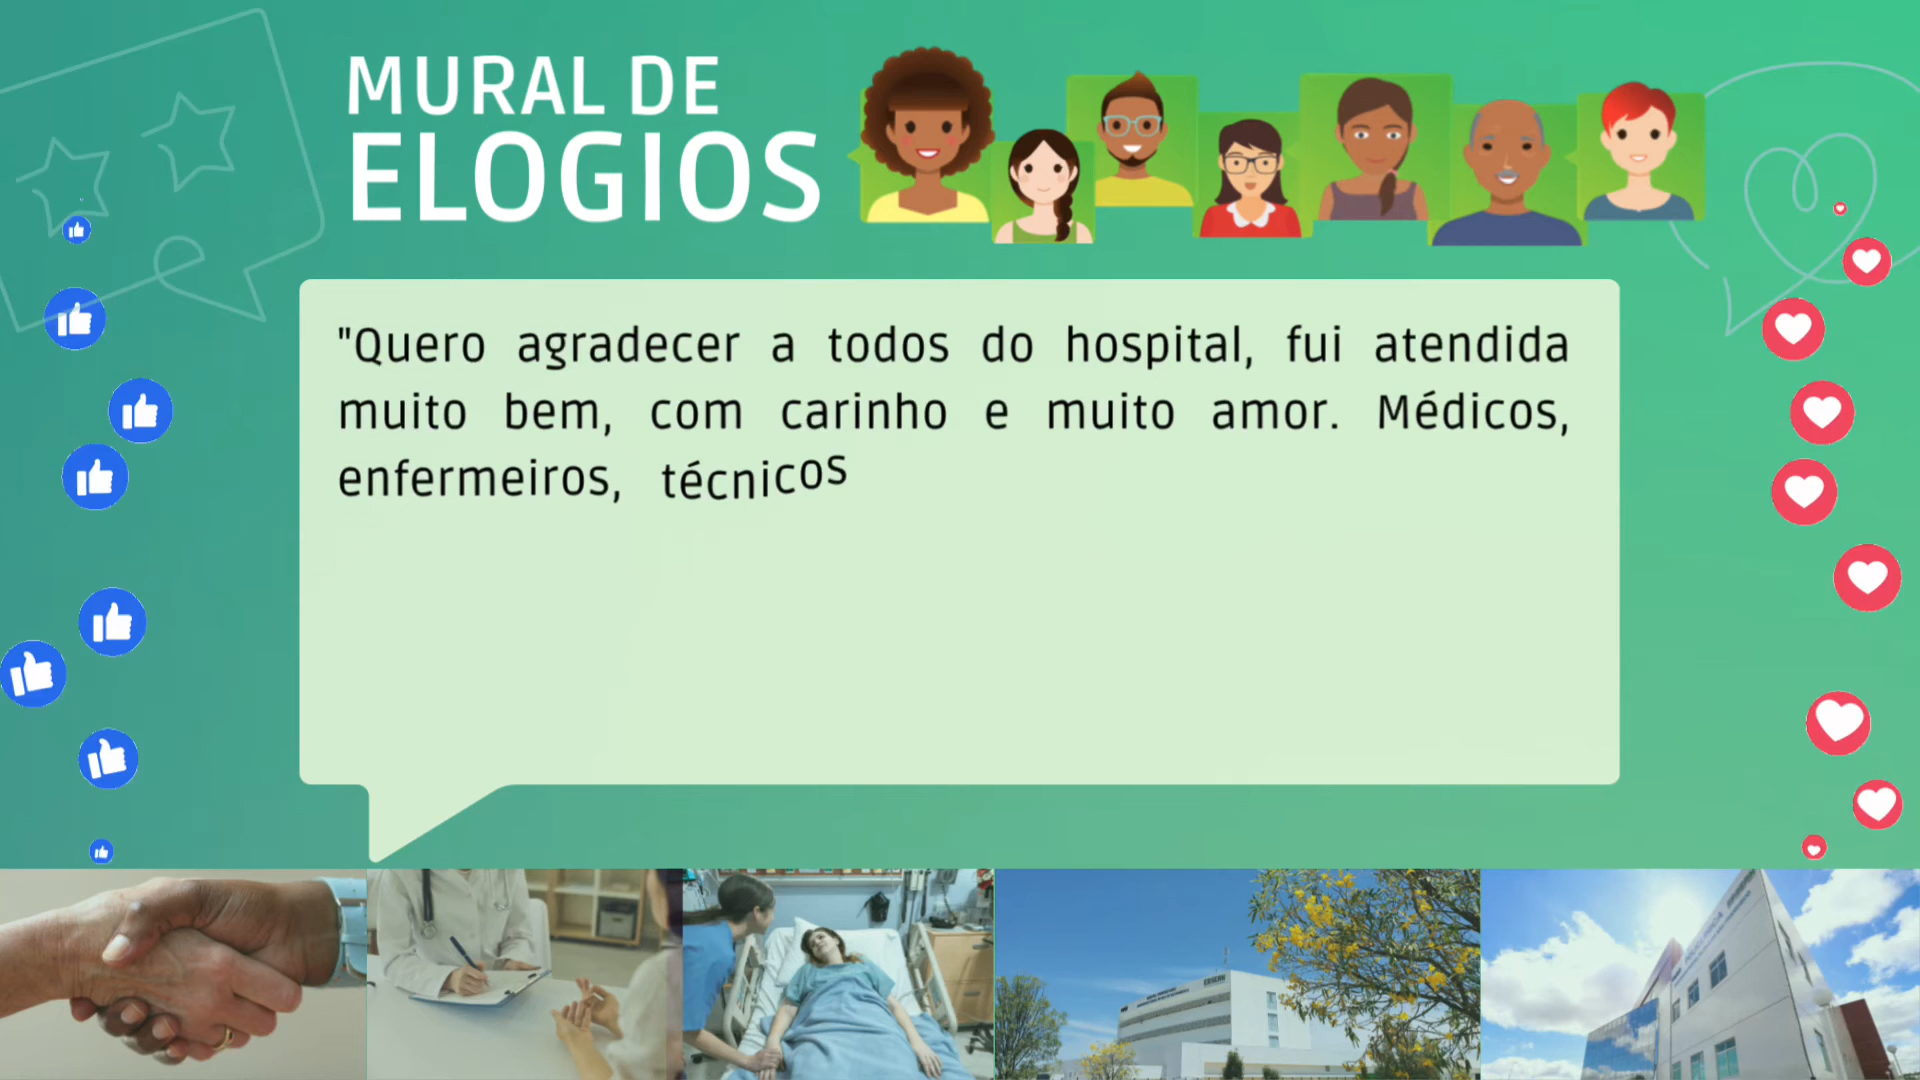 MURAL DE
ELOGIOS
"Quero agradecer a todos do hospital, fui atendida
muito bem, com carinho e muito amor. Médicos,
enfermeiros, técnicos